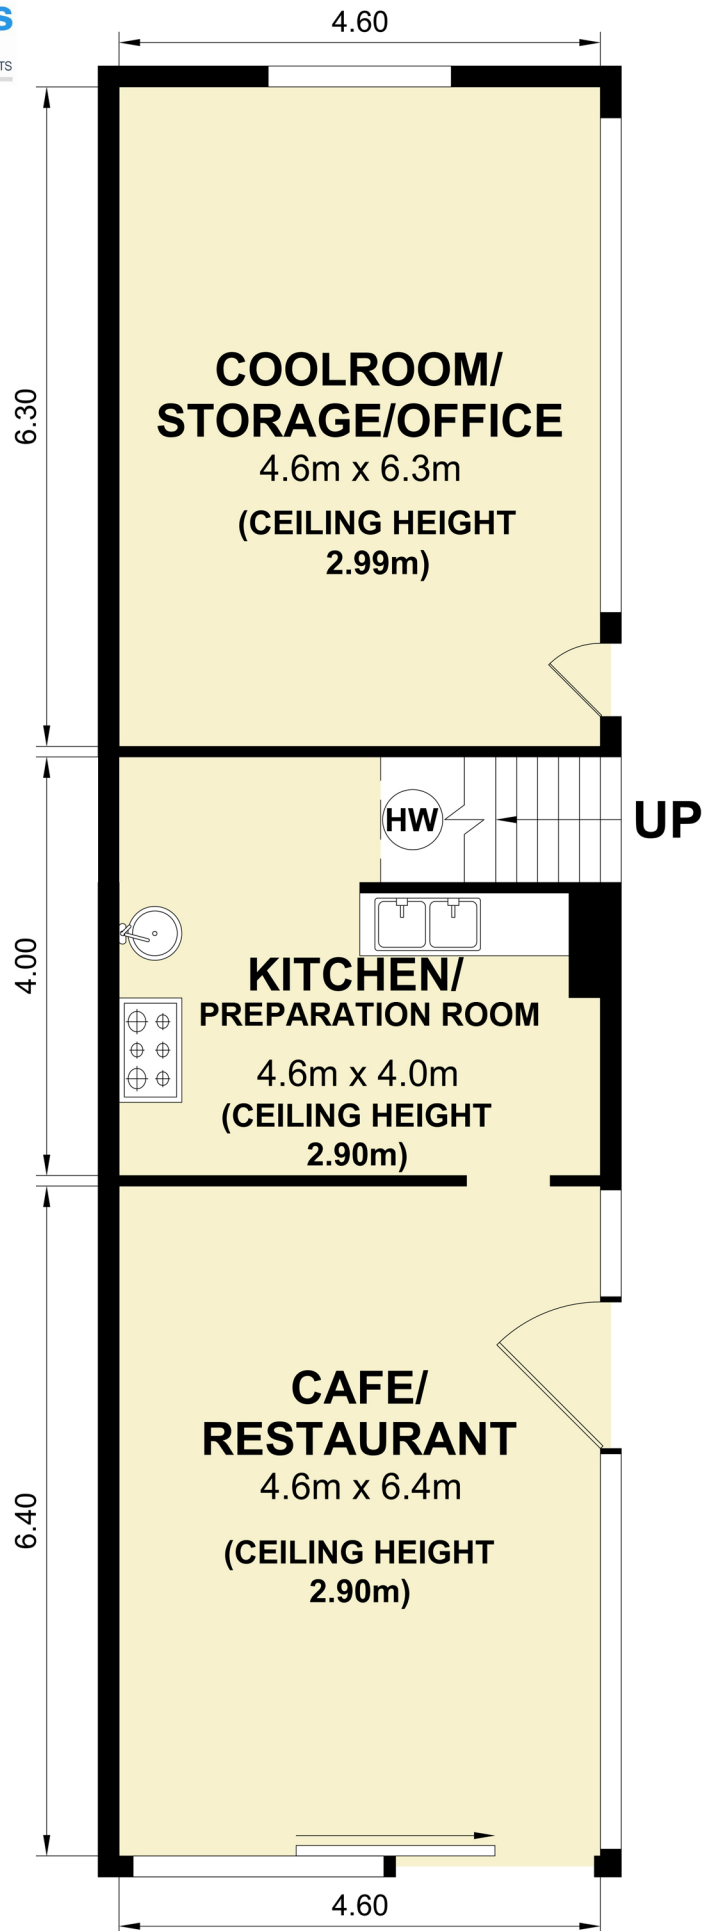 s
TS
4.60
6.30
COOLROOM/
STORAGE/OFFICE
4.6m x 6.3m
(CEILING HEIGHT
2.99m)
HW
UP
4.00
KITCHEN/
PREPARATION ROOM
4.6m x 4.0m
(CEILING HEIGHT
2.90m)
6.40
CAFE/
RESTAURANT
4.6m x 6.4m
(CEILING HEIGHT
2.90m)
4.60